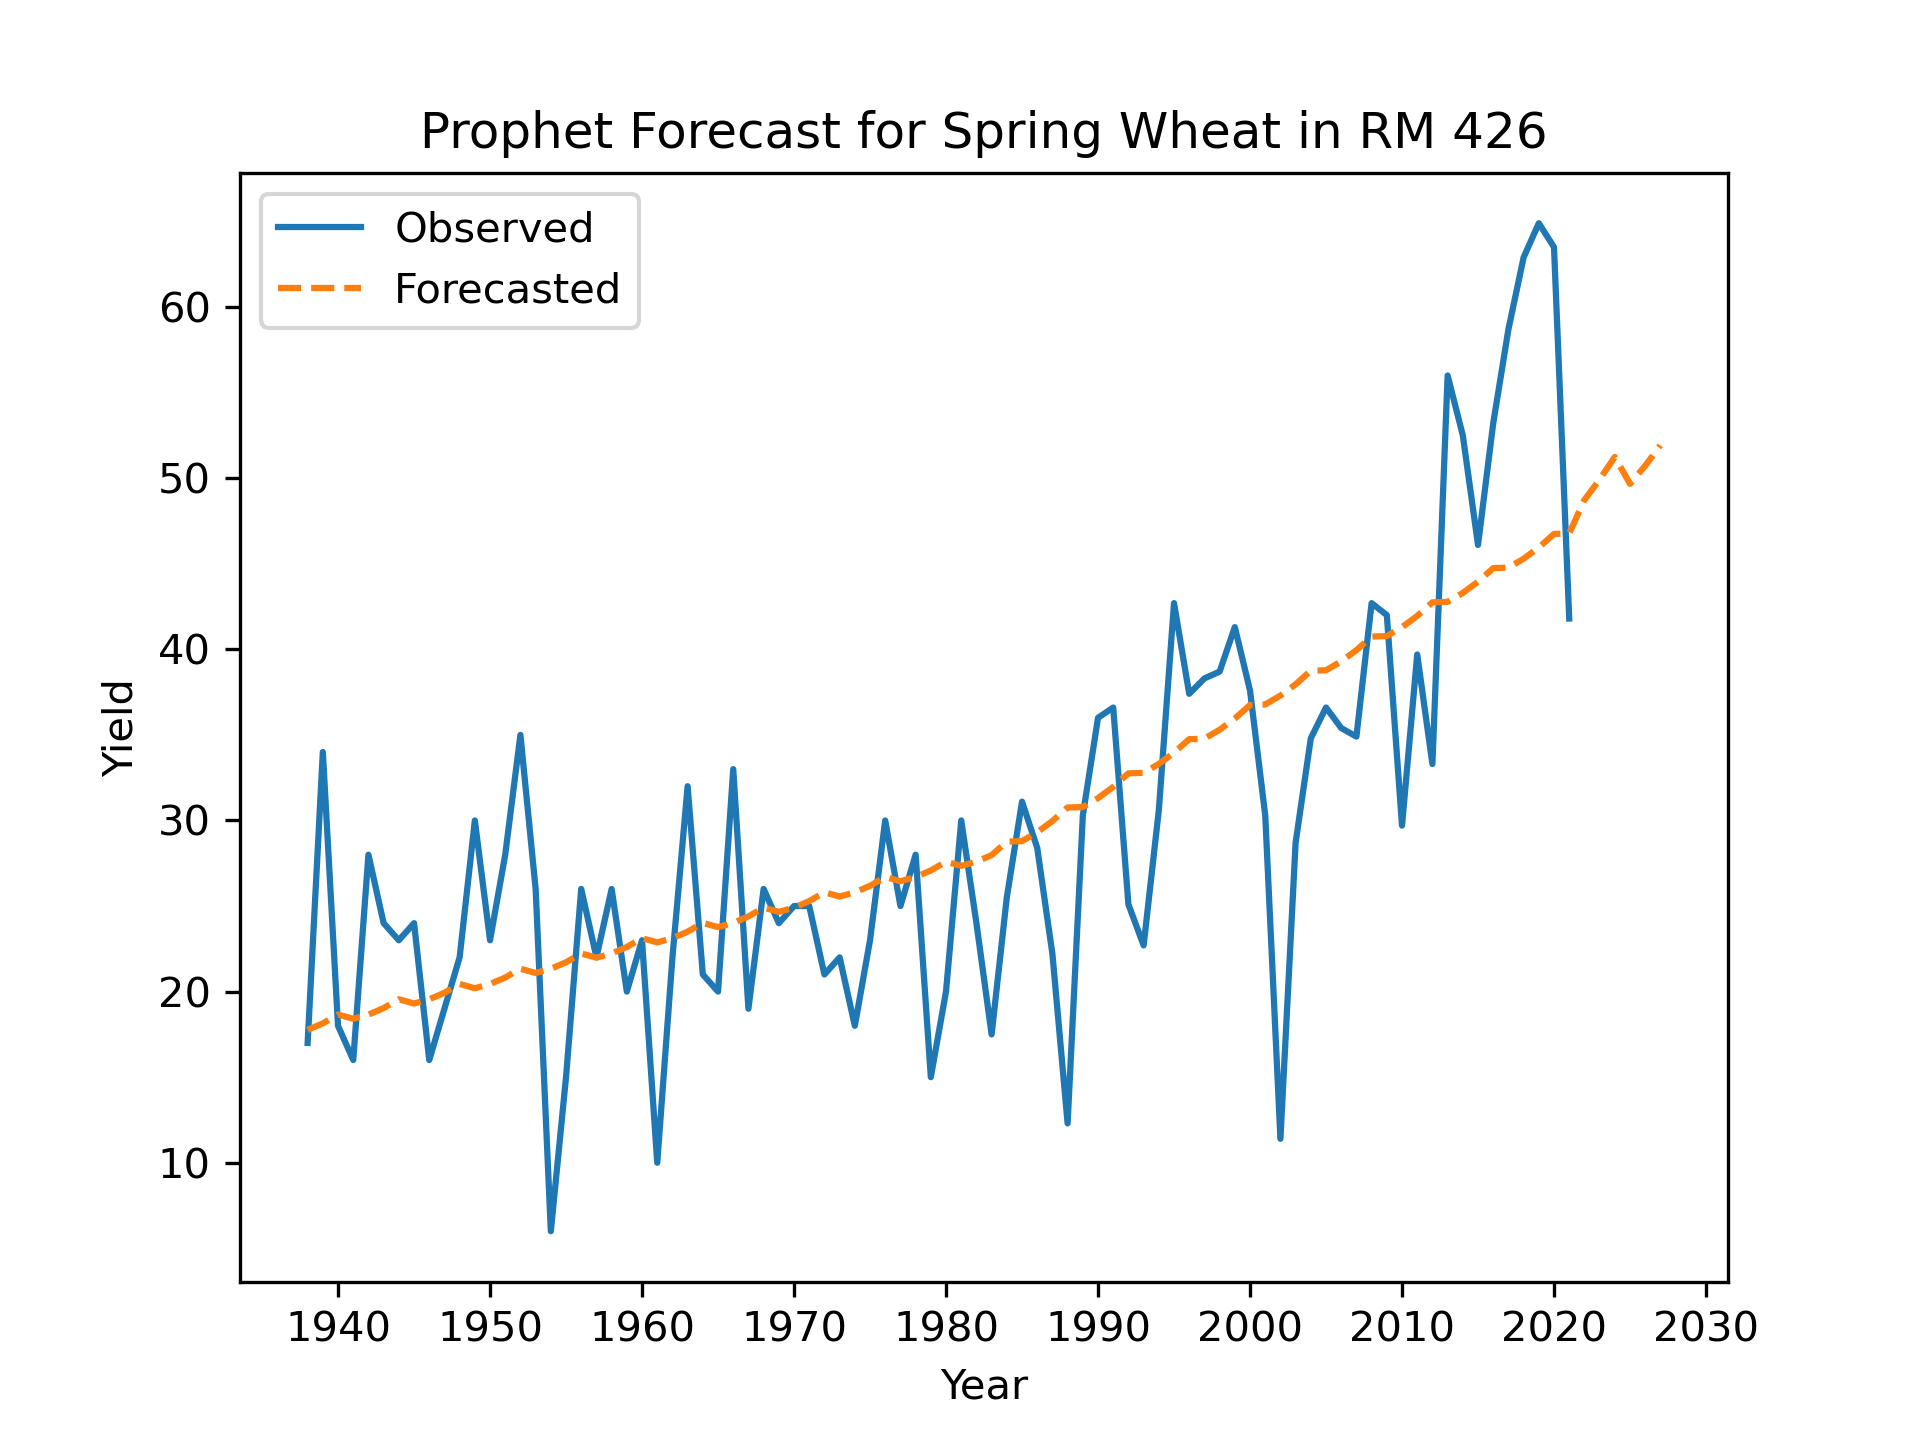 Prophet Forecast for Spring Wheat in RM 426
Observed
Forecasted
60
50
40
30
20
10
Yield
1940 1950 1960 1970 1980 1990 2000 2010 2020 2030
Year